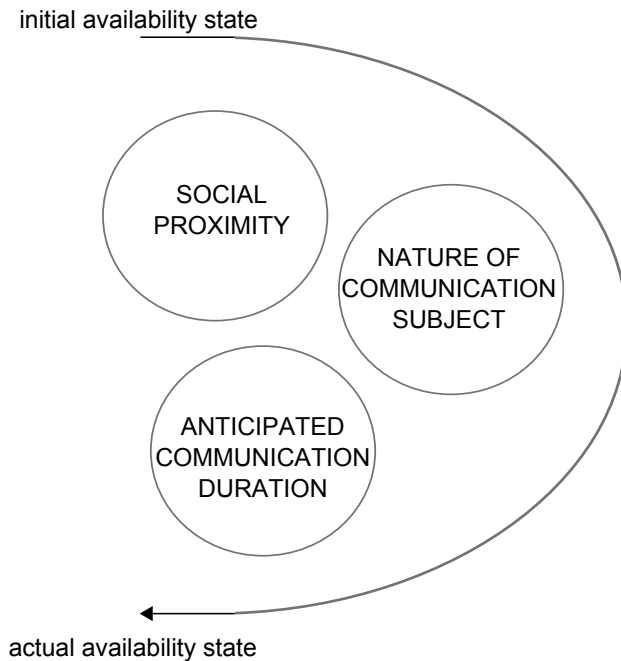 initial availability state
SOCIAL
PROXIMITY
NATURE OF
COMMUNICATION
SUBJECT
ANTICIPATED
COMMUNICATION
DURATION
actual availability state